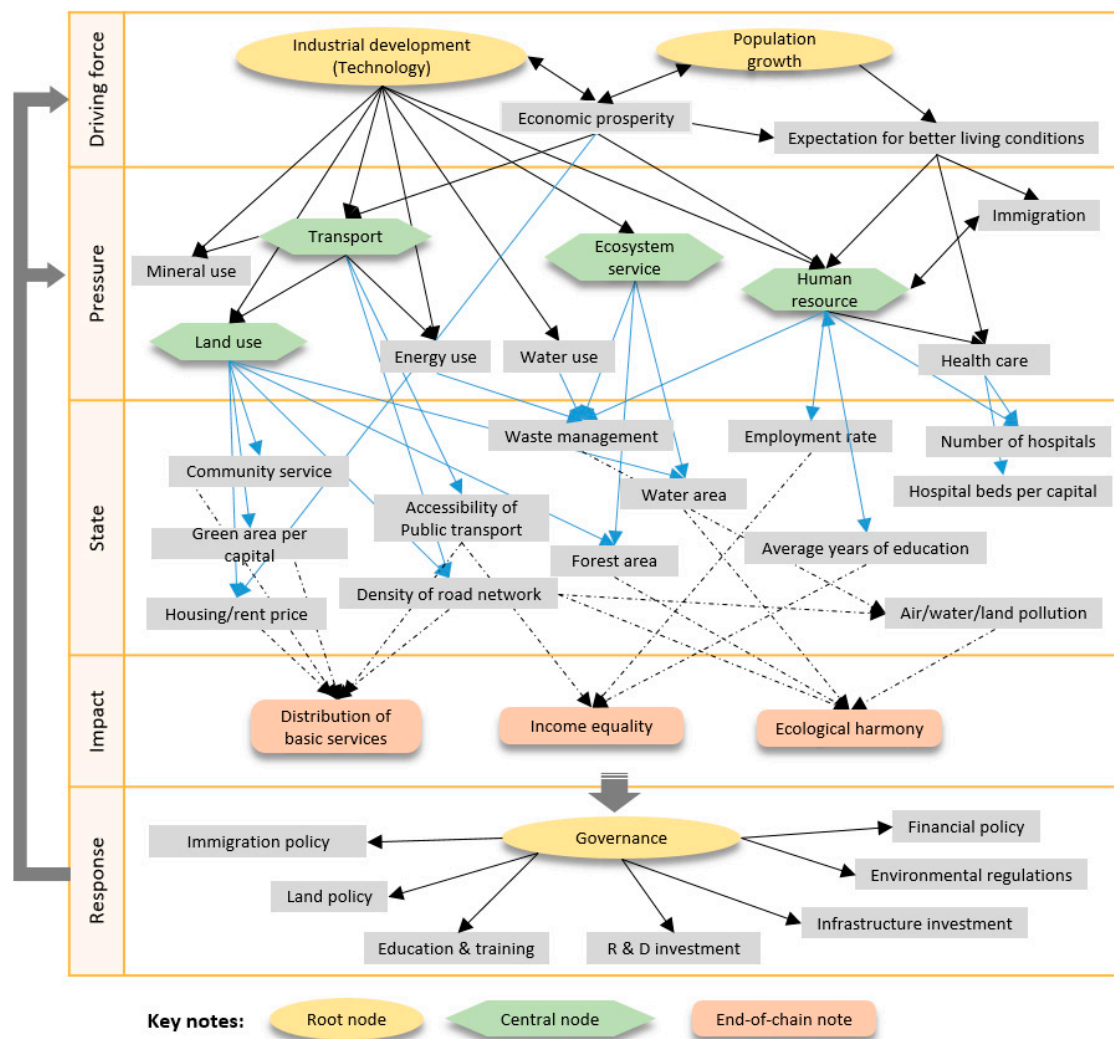 Driving force
Industrial development
(Technology)
Population
growth
Economic prosperity
Expectation for better living conditions
Pressure
Immigration
Transport
Ecosystem
service
Mineral use
Human
resource
Land use
Energy use
Water use
Health care
State
Waste management
Employment rate
Number of hospitals
Community service
Water area
Hospital beds per capital
Accessibility of
Public transport
Green area per
capital
Forest area
Average years of education
Density of road network
Housing/rent price
Air/water/land pollution
Impact
Distribution of
basic services
Income equality
Ecological harmony
Response
Governance
Immigration policy
Financial policy
Environmental regulations
Land policy
Infrastructure investment
Education & training
R & D investment
Key notes:
Root node
Central node
End-of-chain note